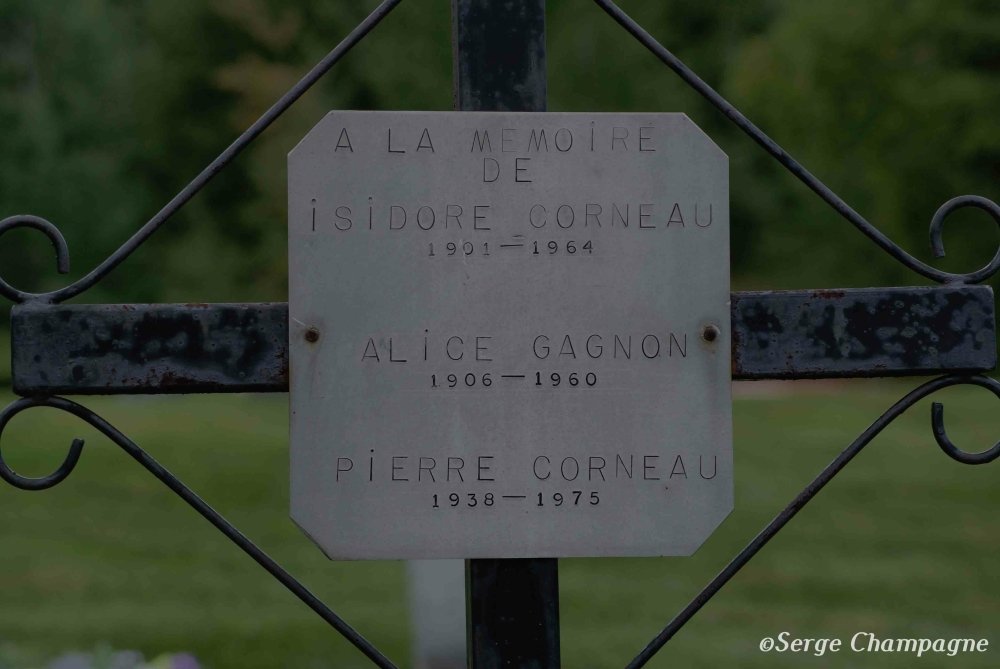 A LA MEMOIRE
DE
ISIDORE CORNEAU
1901-1964
ALICE GAGNON
1906-1960
PIERRE CORNEAU
1938-1975
©Serge Champagne